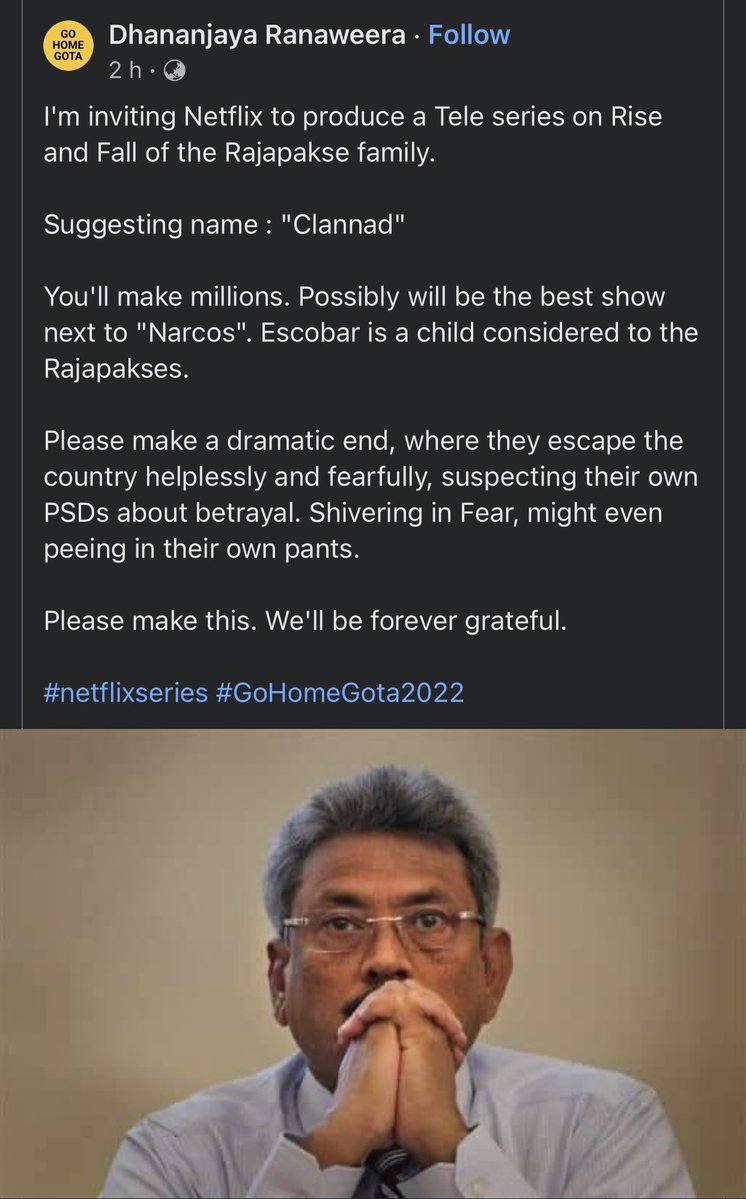 GO
HOME
GOTA
Dhananjaya Ranaweera · Follow
2 h ·
I'm inviting Netflix to produce a Tele series on Rise
and Fall of the Rajapakse family.
Suggesting name : "Clannad"
You'll make millions. Possibly will be the best show
next to "Narcos". Escobar is a child considered to the
Rajapakses.
Please make a dramatic end, where they escape the
country helplessly and fearfully, suspecting their own
PSDs about betrayal. Shivering in Fear, might even
peeing in their own pants.
Please make this. We'll be forever grateful.
#netflixseries #GoHomeGota2022